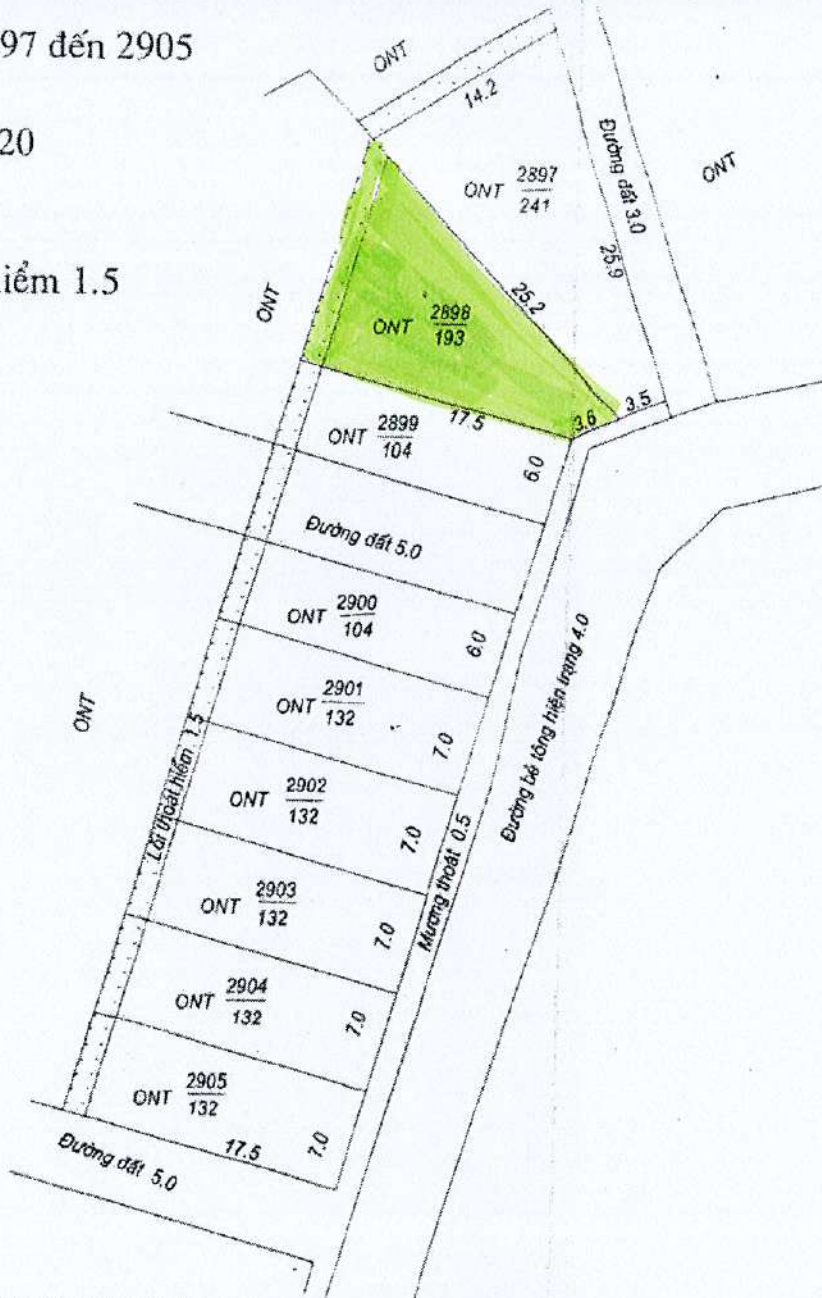 97 đến 2905
20
iểm 1.5
ONT
14.2
ONT 2897
241
Đường đất 3.0
25.9
ONT
ONT
25.2
ONT 2898
193
17.5
3.6
3.5
ONT 2899
104
6.0
Đường đất 5.0
ONT 2900
104
6.0
ONT
ONT 2901
132
7.0
Lối thoát hiểm 1.5
Đường bê tông hiện trạng 4.0
ONT 2902
132
7.0
Mương thoát 0.5
ONT 2903
132
7.0
ONT 2904
132
7.0
ONT 2905
132
7.0
17.5
Đường đất 5.0